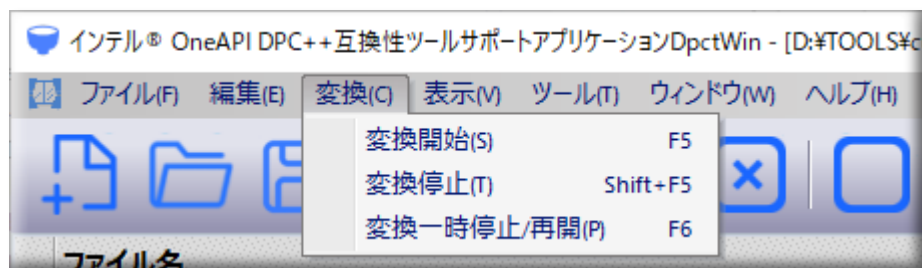 インテル® OneAPI DPC++互換性ツールサポートアプリケーションDpctWin - [D:¥TOOLS¥c
ファイル(F) 編集(E) 変換(C) 表示(V) ツール(T) ウィンドウ(W) ヘルプ(H)
変換開始(S) F5
変換停止(T) Shift+F5
変換一時停止/再開(P) F6
ファイル名